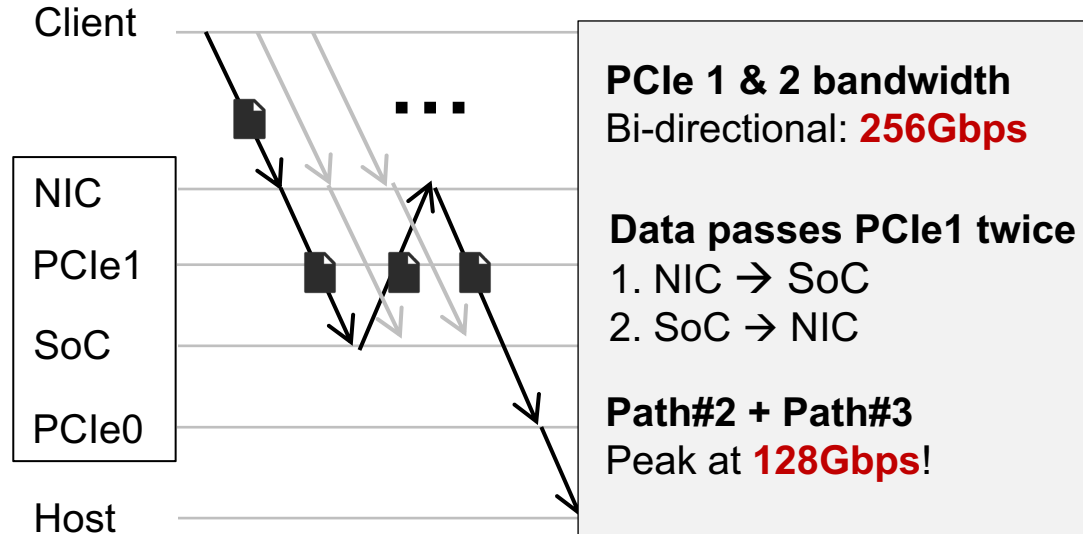 Client
NIC
PCIe1
SoC
PCIe0
Host
...
PCIe 1 & 2 bandwidth
Bi-directional: 256Gbps
Data passes PCIe1 twice
1. NIC → SoC
2. SoC → NIC
Path#2 + Path#3
Peak at 128Gbps!